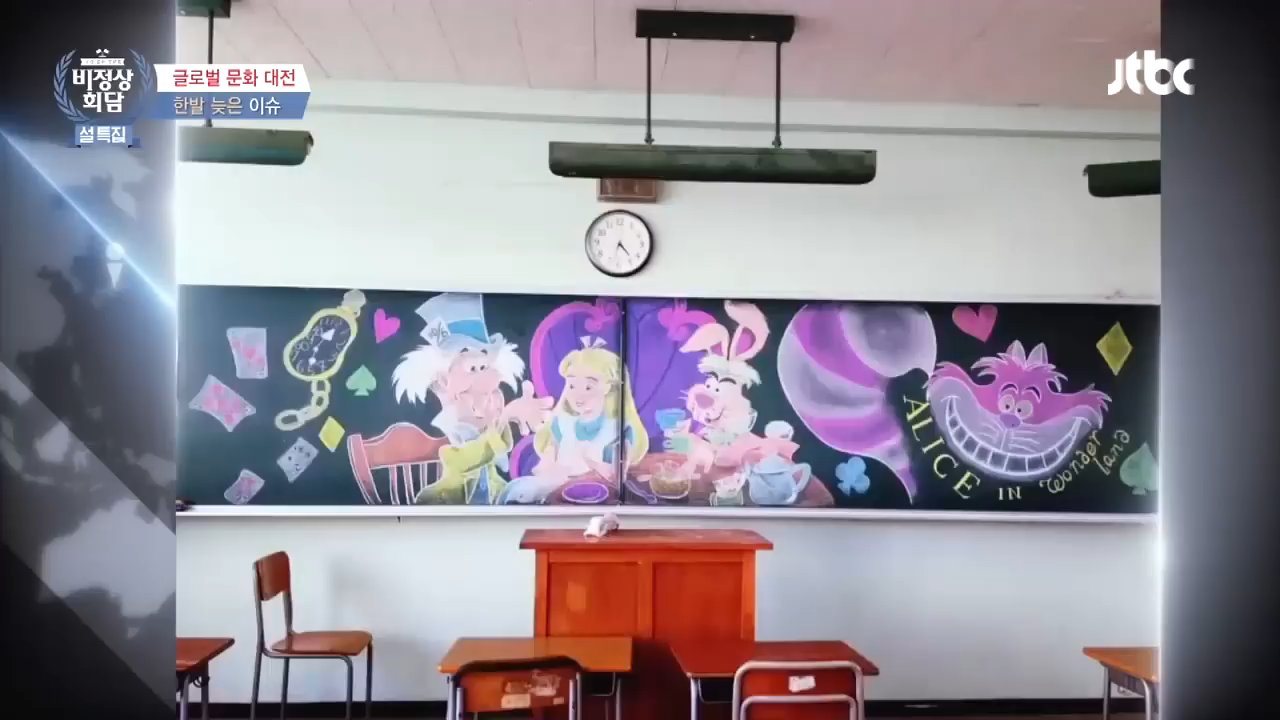 비정상
회담
설특집
글로벌 문화 대전
한발 늦은 이슈
jtbc
ALICE
IN
wonder
land